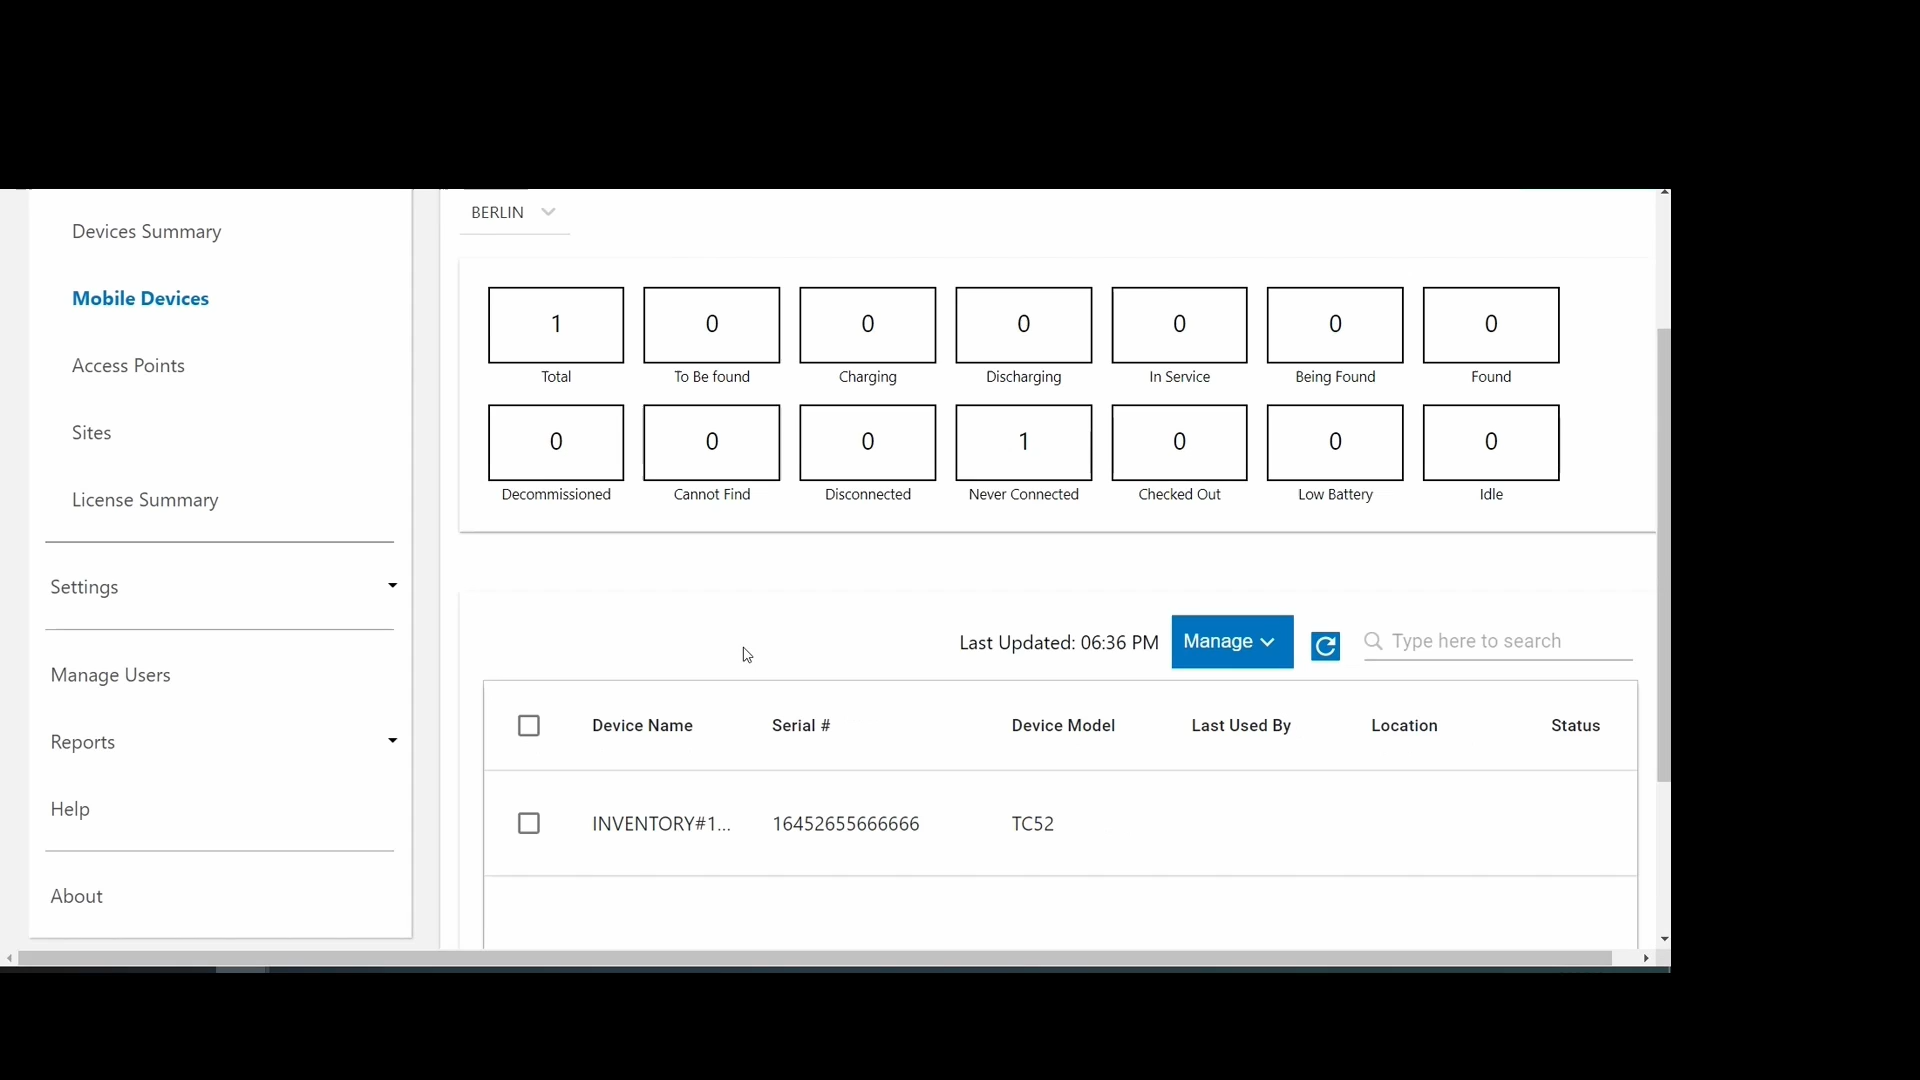 BERLIN
Devices Summary
Mobile Devices
Access Points
Sites
License Summary
Settings
Manage Users
Reports
Help
About
1 0 0 0 0 0 0
Total To Be found Charging Discharging In Service Being Found Found
0 0 0 1 0 0 0
Decommissioned Cannot Find Disconnected Never Connected Checked Out Low Battery Idle
Last Updated: 06:36 PM Manage Type here to search
Device Name Serial # Device Model Last Used By Location Status
INVENTORY#1... 16452655666666 TC52